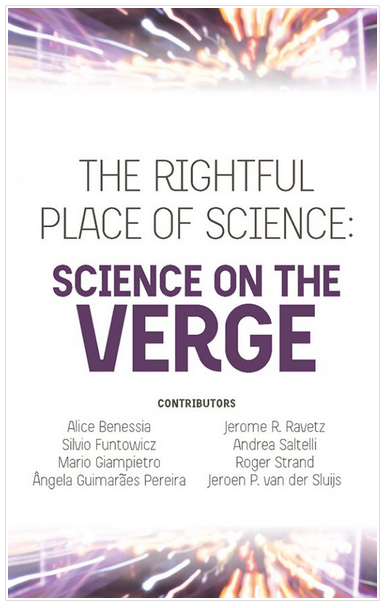 THE RIGHTFUL
PLACE OF SCIENCE:
SCIENCE ON THE
VERGE
CONTRIBUTORS
Alice Benessia
Silvio Funtowicz
Mario Giampietro
Ângela Guimarães Pereira
Jerome R. Ravetz
Andrea Saltelli
Roger Strand
Jeroen P. van der Sluijs